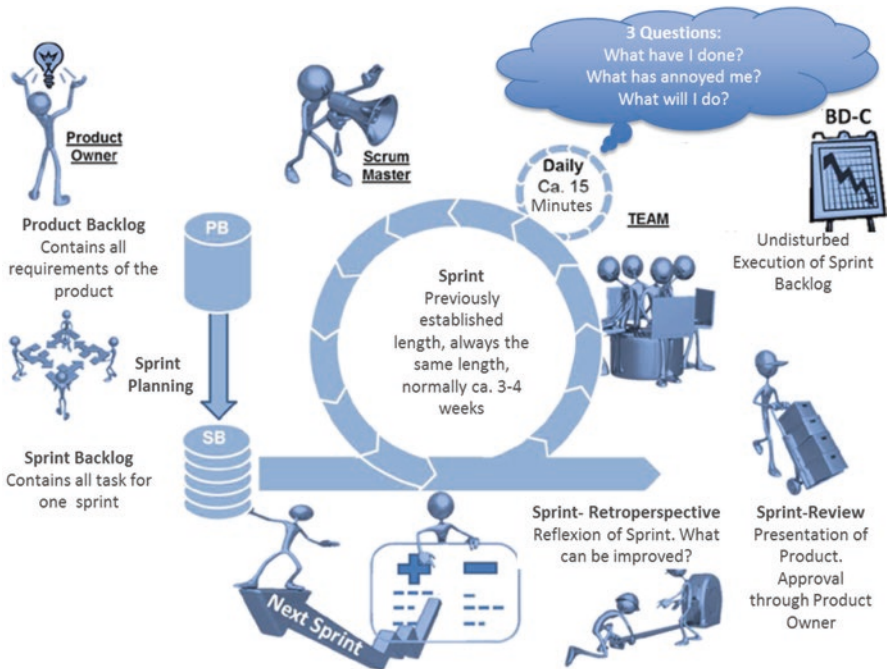 3 Questions:
What have I done?
What has annoyed me?
What will I do?
Product
Owner
Scrum
Master
Daily
Ca. 15
Minutes
BD-C
TEAM
Product Backlog
Contains all
requirements of the
product
PB
Undisturbed
Execution of Sprint
Backlog
Sprint
Previously
established
length, always the
same length,
normally ca. 3-4
weeks
Sprint
Planning
SB
Sprint Backlog
Contains all task for
one sprint
Sprint- Retroperspective
Reflexion of Sprint. What
can be improved?
Sprint-Review
Presentation of
Product.
Approval
through Product
Owner
Next Sprint